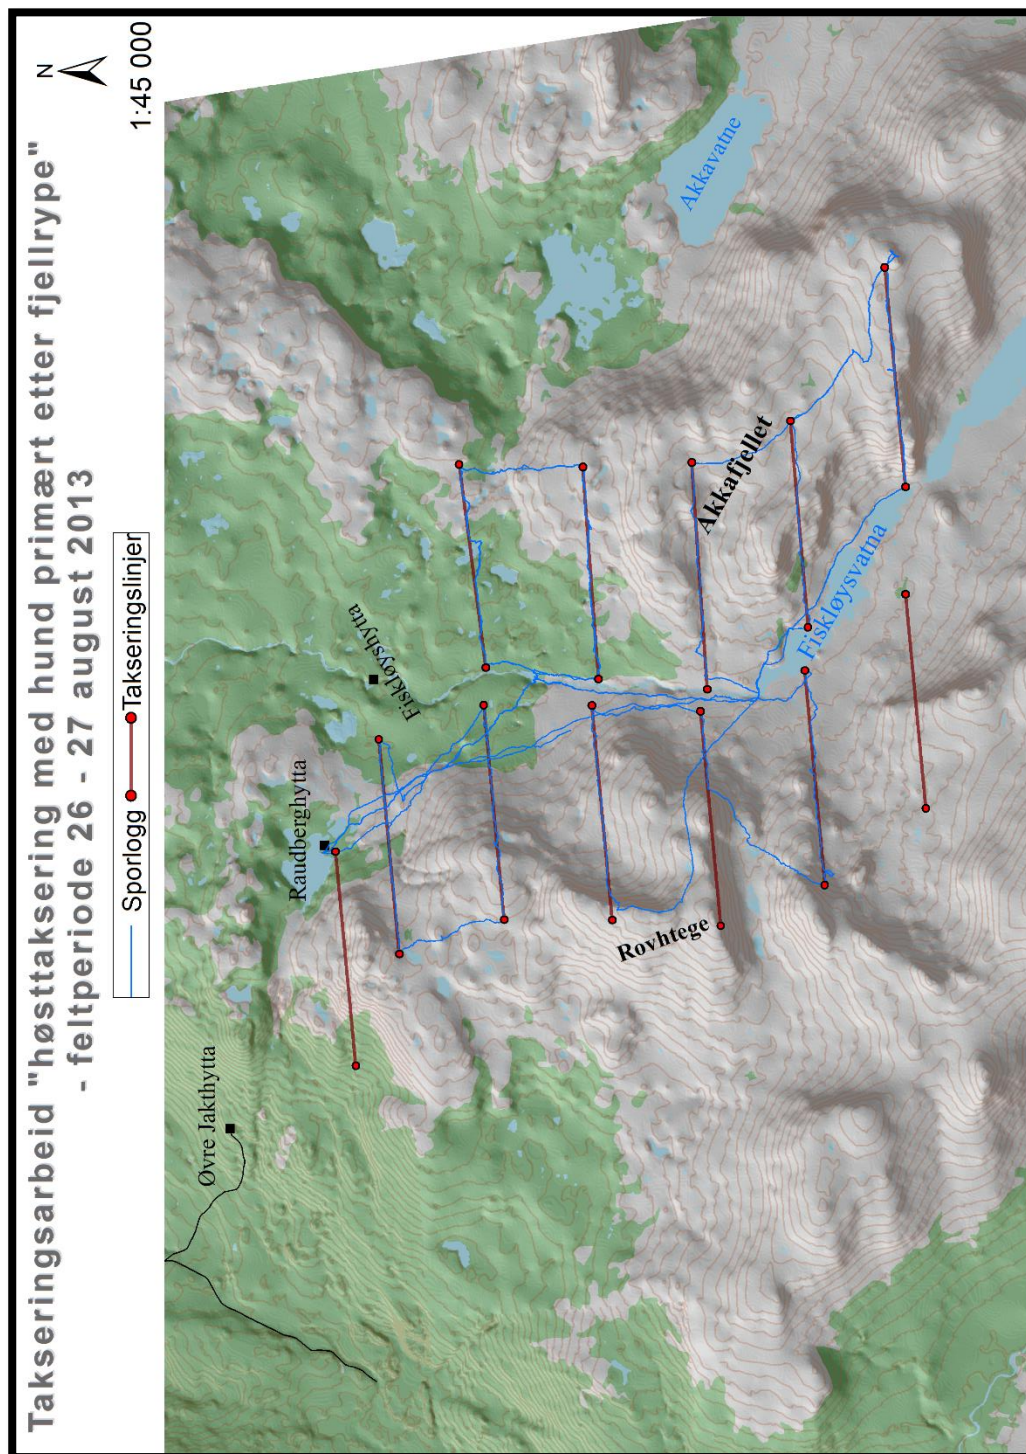 Takseringsarbeid "høsttaksering med hund primært etter fjellrype"
- feltperiode 26 - 27 august 2013
Sporlogg
Takseringslinjer
N
1:45 000
Øvre Jakthytta
Raudberghytta
Fiskløyshytta
Akkavatne
Akkafjellet
Rovhtege
Fiskløysvatna